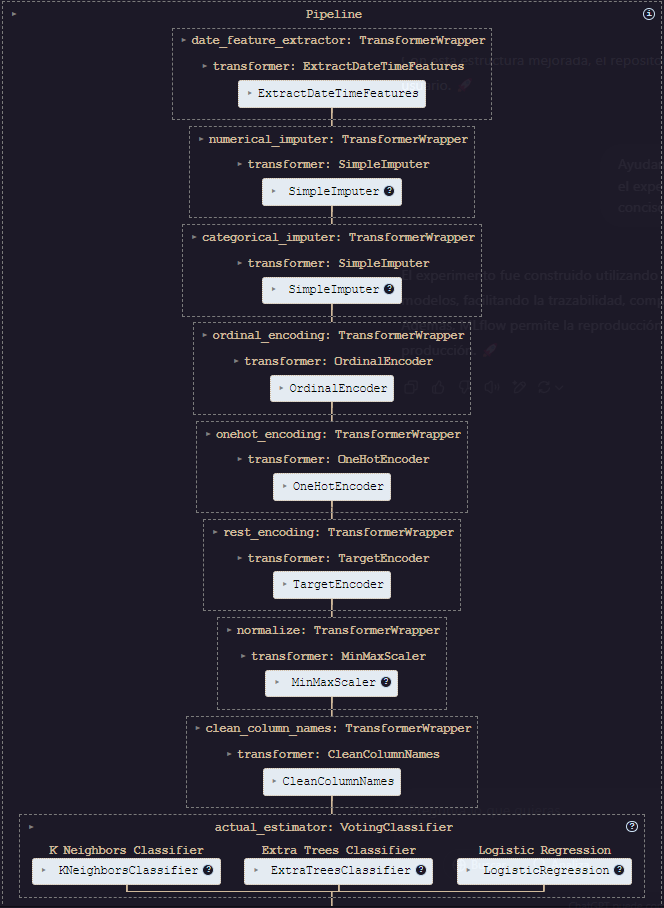 Pipeline
date_feature_extractor: TransformerWrapper
transformer: ExtractDateTimeFeatures
ExtractDateTimeFeatures
numerical_imputer: TransformerWrapper
transformer: SimpleImputer
SimpleImputer ?
categorical_imputer: TransformerWrapper
transformer: SimpleImputer
SimpleImputer ?
ordinal_encoding: TransformerWrapper
transformer: OrdinalEncoder
OrdinalEncoder
onehot_encoding: TransformerWrapper
transformer: OneHotEncoder
OneHotEncoder
rest_encoding: TransformerWrapper
transformer: TargetEncoder
TargetEncoder
normalize: TransformerWrapper
transformer: MinMaxScaler
MinMaxScaler ?
clean_column_names: TransformerWrapper
transformer: CleanColumnNames
CleanColumnNames
actual_estimator: VotingClassifier ?
K Neighbors Classifier Extra Trees Classifier Logistic Regression
KNeighborsClassifier ? ExtraTreesClassifier ? LogisticRegression ?